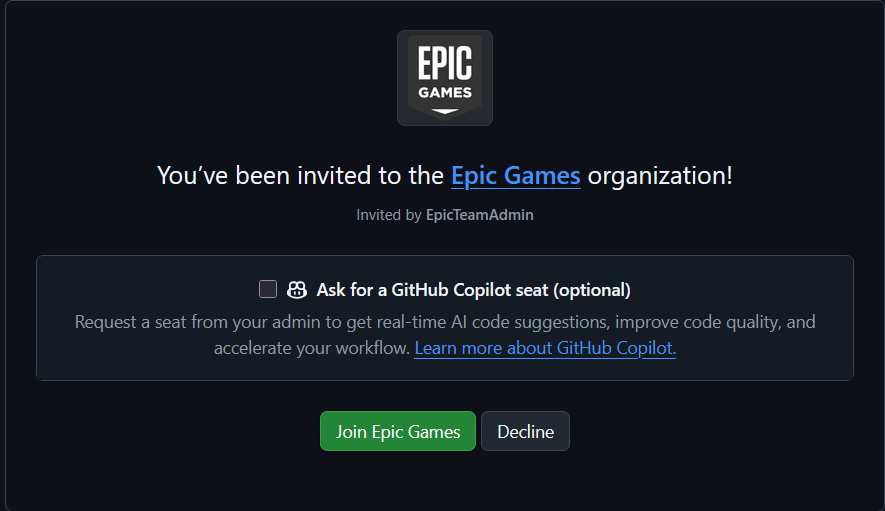 EPIC
GAMES
You’ve been invited to the Epic Games organization!
Invited by EpicTeamAdmin
Ask for a GitHub Copilot seat (optional)
Request a seat from your admin to get real-time AI code suggestions, improve code quality, and
accelerate your workflow. Learn more about GitHub Copilot.
Join Epic Games
Decline